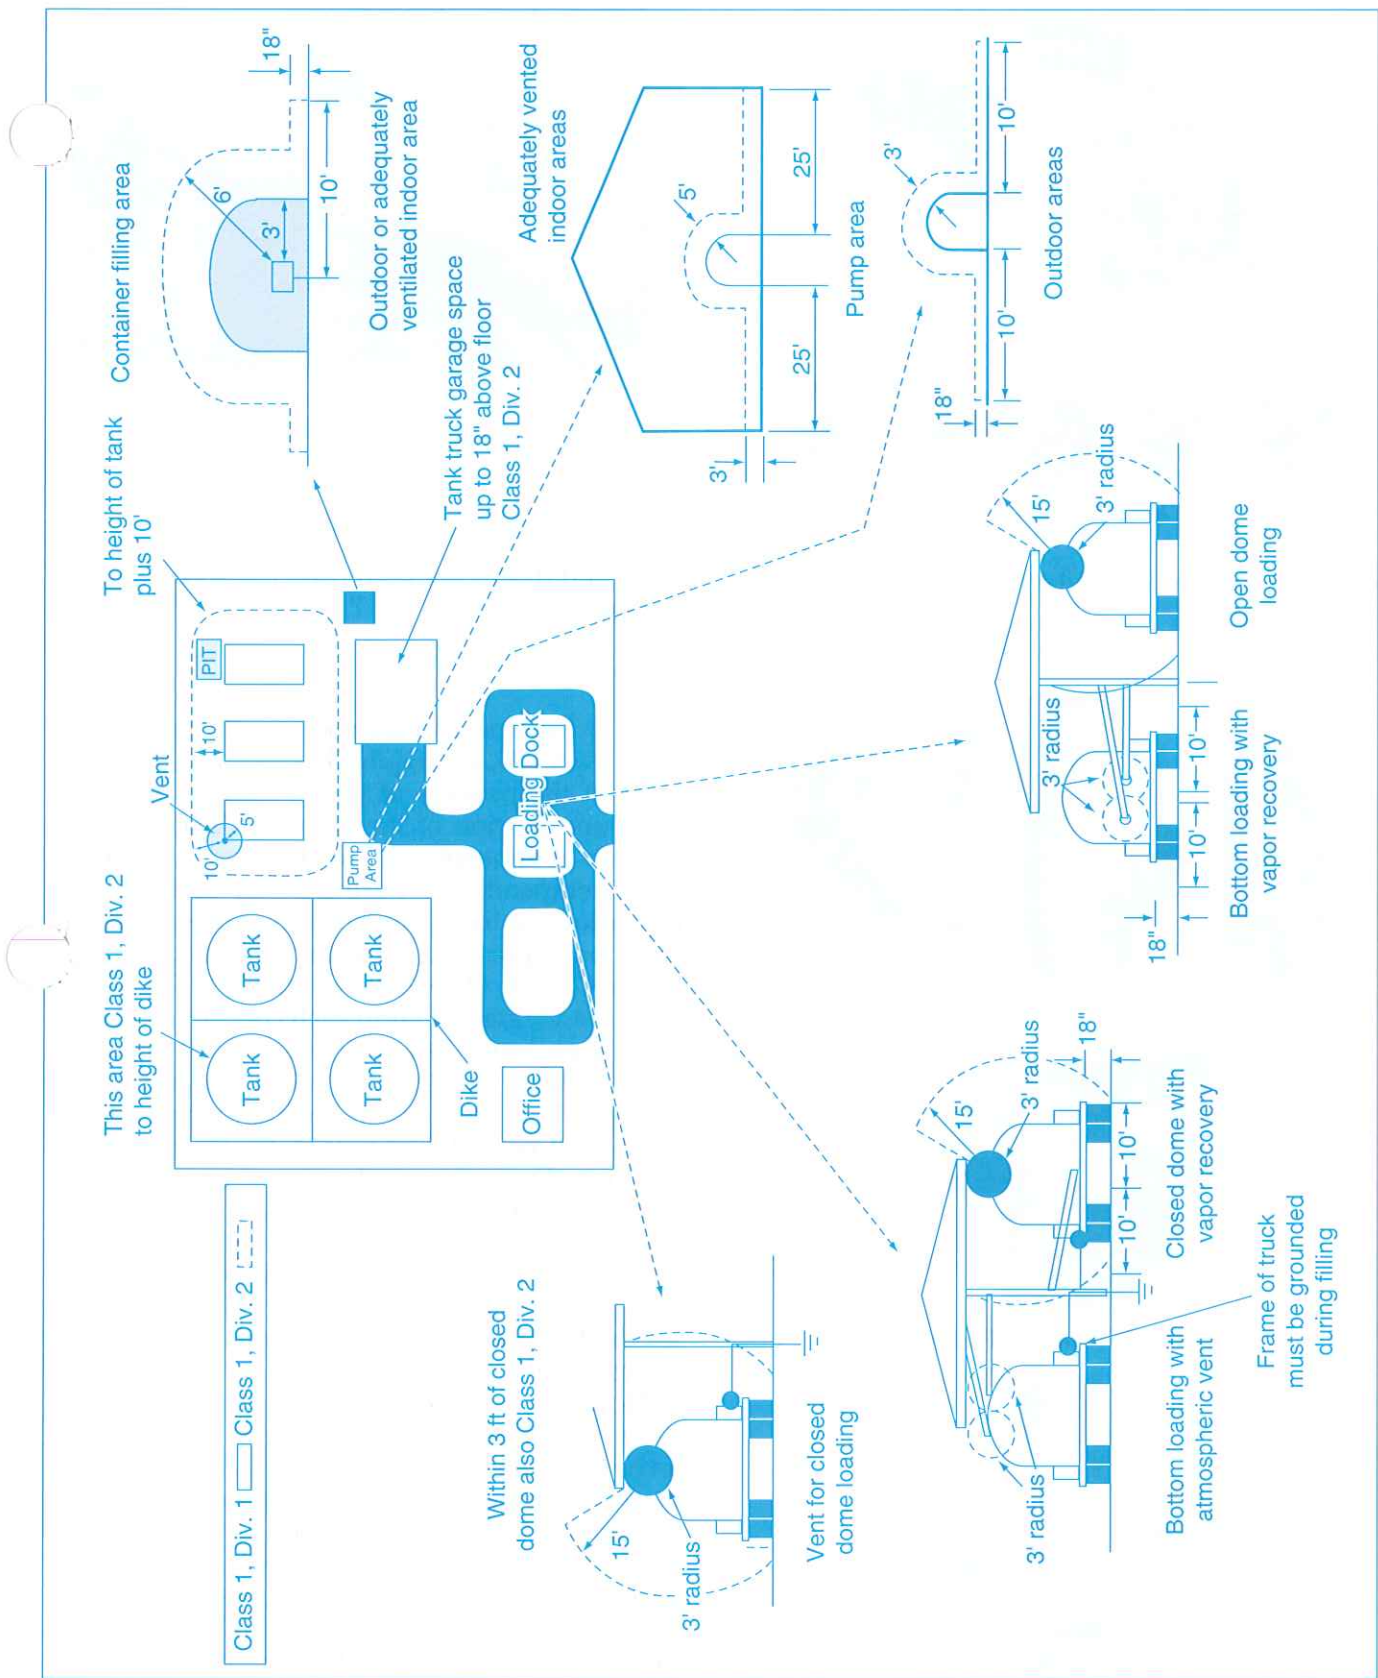 Class 1, Div. 1
Class 1, Div. 2
This area Class 1, Div. 2
to height of dike
Vent
To height of tank
plus 10'
Container filling area
18"
6'
3'
10'
Outdoor or adequately
ventilated indoor area
Tank
Tank
Tank
Tank
10'
5'
10'
PIT
Dike
Office
Pump
Area
Loading Dock
Tank truck garage space
up to 18" above floor
Class 1, Div. 2
Adequately vented
indoor areas
5'
3'
25'
25'
Pump area
3'
18"
10'
10'
Outdoor areas
Within 3 ft of closed
dome also Class 1, Div. 2
15'
3' radius
Vent for closed
dome loading
3' radius
Bottom loading with
atmospheric vent
15'
3' radius
18"
10'
10'
Closed dome with
vapor recovery
Frame of truck
must be grounded
during filling
3' radius
18"
10'
10'
Bottom loading with
vapor recovery
15'
3' radius
Open dome
loading